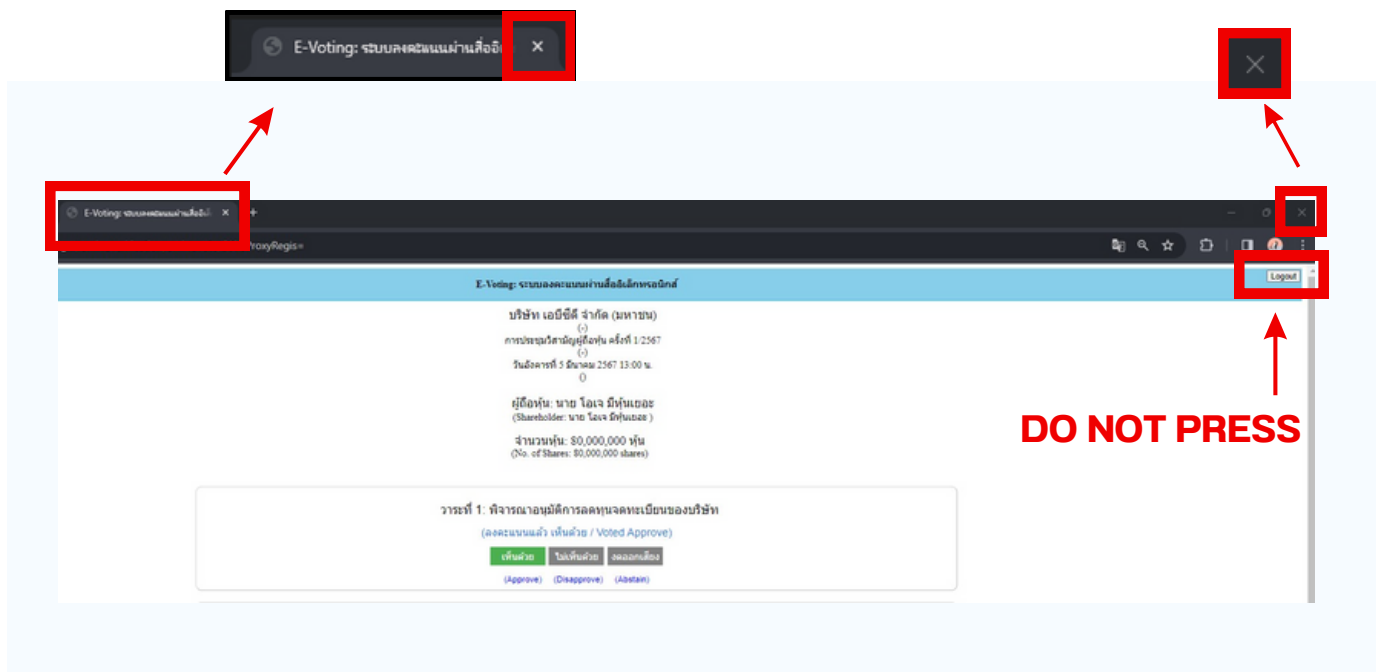 E-Voting: ระบบลงคะแนนผ่านสื่ออิ
E-Voting: ระบบลงคะแนนผ่านสื่ออิเล็
ProxyRegis=
E-Voting: ระบบลงคะแนนผ่านสื่ออิเล็กทรอนิกส์
Logout
บริษัท เอบีซีดี จำกัด (มหาชน)
(-)
การประชุมวิสามัญผู้ถือหุ้น ครั้งที่ 1/2567
(-)
วันอังคารที่ 5 มีนาคม 2567 13:00 น.
()
ผู้ถือหุ้น: นาย โอเจ มีหุ้นเยอะ
(Shareholder: นาย โอเจ มีหุ้นเยอะ )
จำนวนหุ้น: 80,000,000 หุ้น
(No. of Shares: 80,000,000 shares)
DO NOT PRESS
วาระที่ 1: พิจารณาอนุมัติการลดทุนจดทะเบียนของบริษัท
(ลงคะแนนแล้ว เห็นด้วย / Voted Approve)
เห็นด้วย ไม่เห็นด้วย งดออกเสียง
(Approve) (Disapprove) (Abstain)